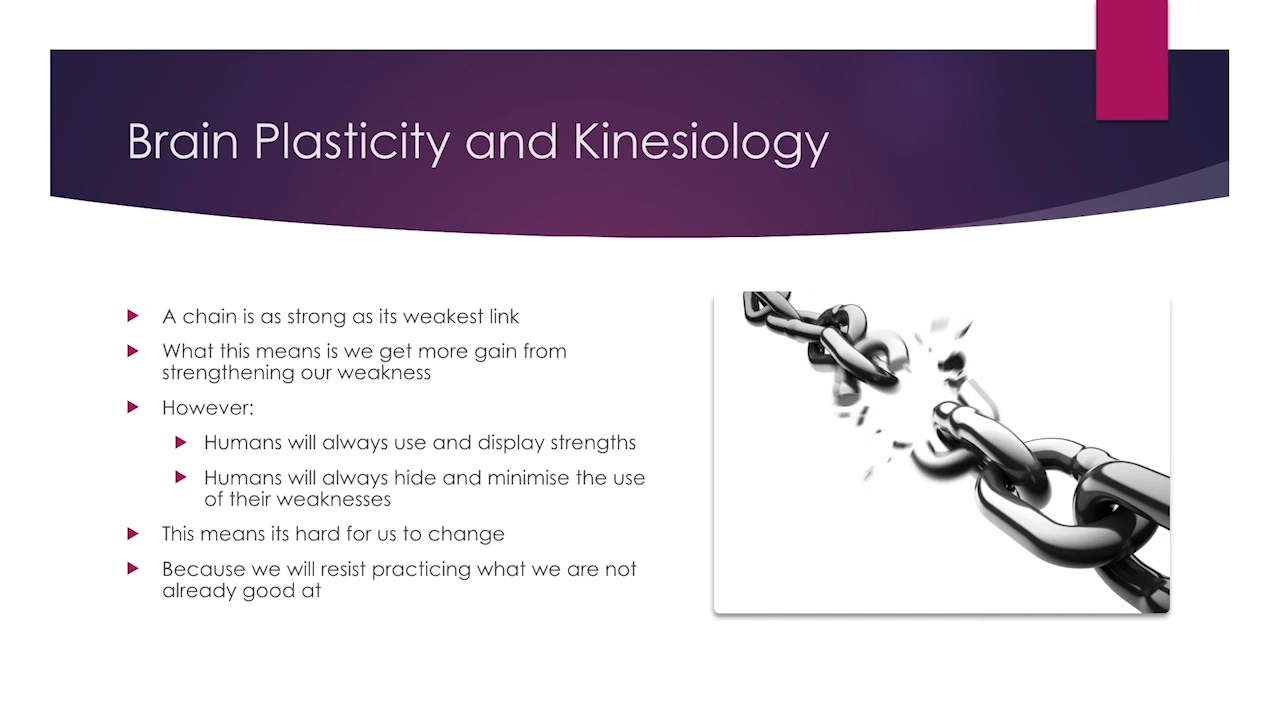 Brain Plasticity and Kinesiology
A chain is as strong as its weakest link
What this means is we get more gain from
strengthening our weakness
However:
Humans will always use and display strengths
Humans will always hide and minimise the use
of their weaknesses
This means its hard for us to change
Because we will resist practicing what we are not
already good at